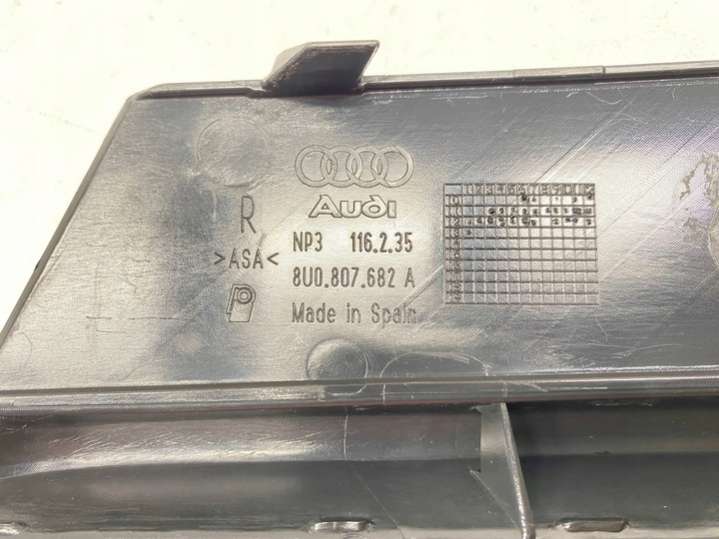 R
>ASA<
Audi
NP3 116.2.35
8U0.807.682 A
Made in Spain